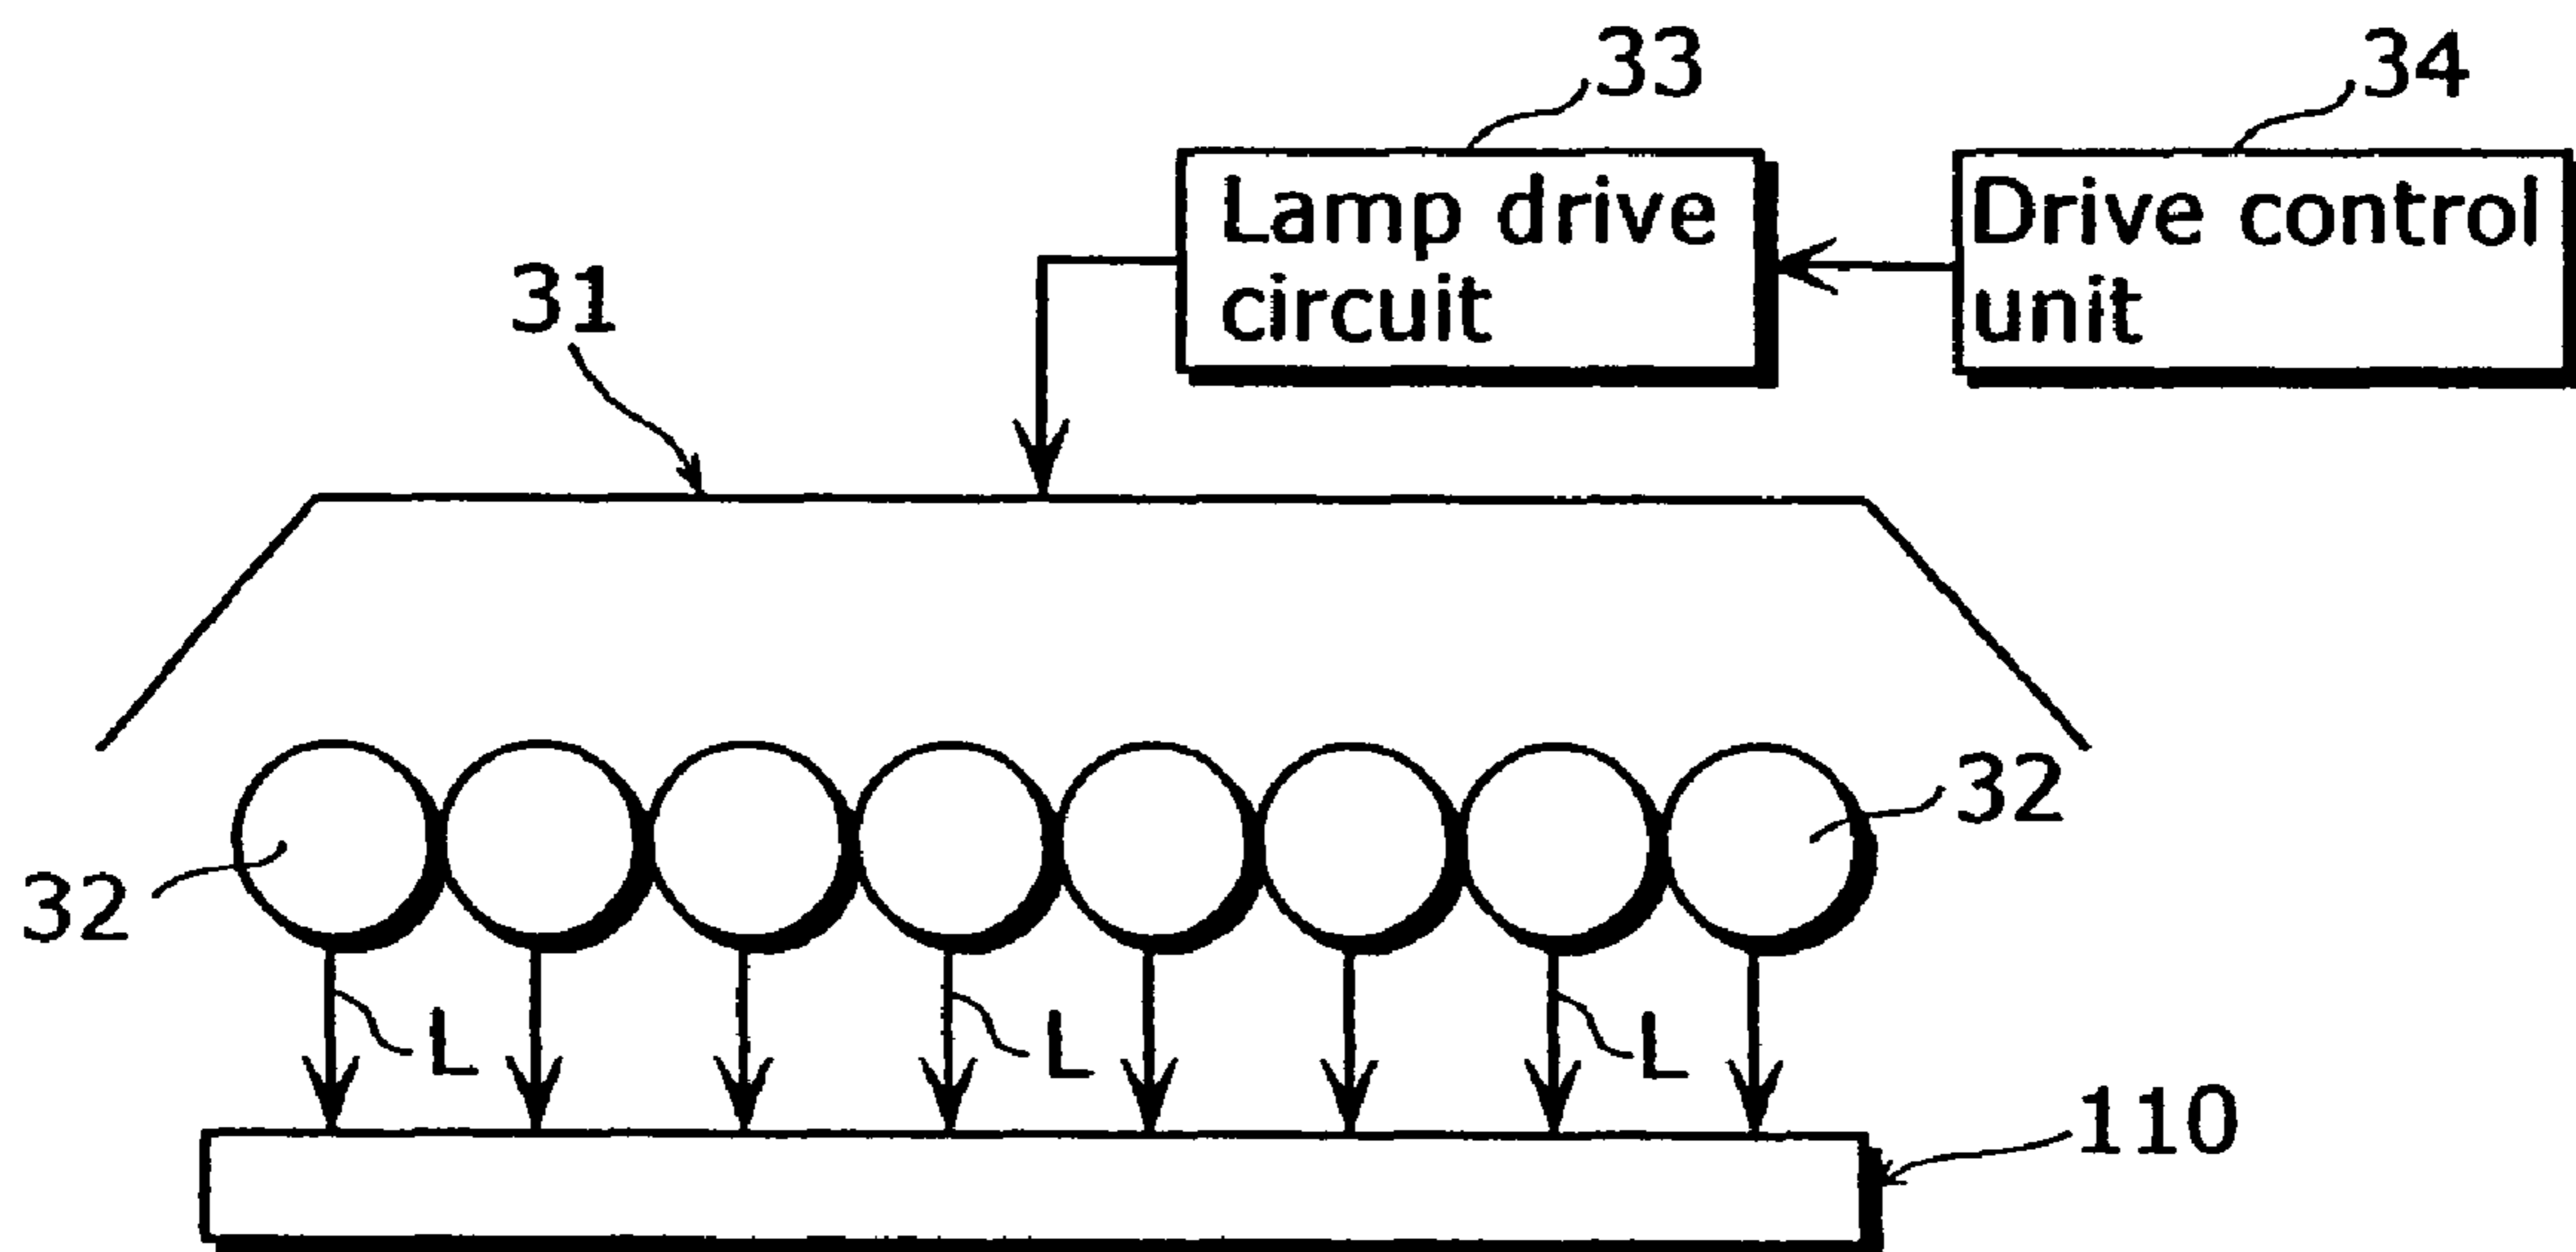 33
34
Lamp drive
circuit
Drive control
unit
31
32
32
L
L
L
110